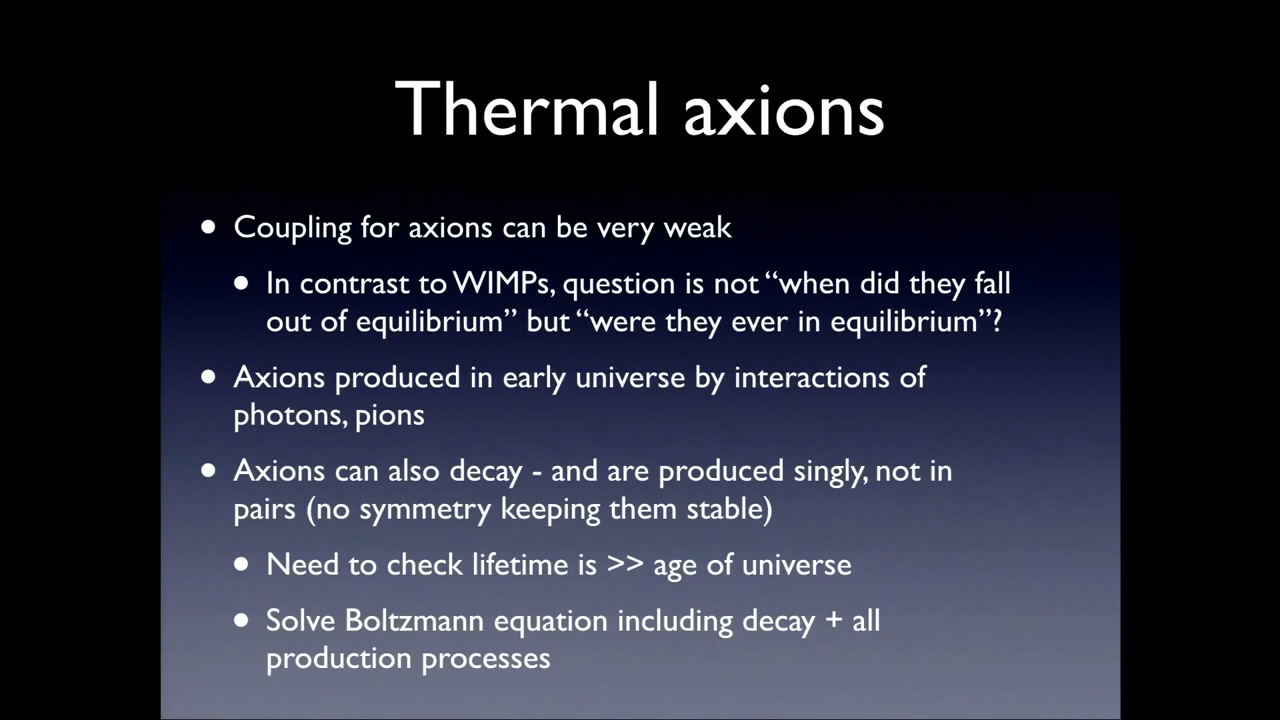 Thermal axions
• Coupling for axions can be very weak
• In contrast to WIMPs, question is not “when did they fall
out of equilibrium” but “were they ever in equilibrium”?
• Axions produced in early universe by interactions of
photons, pions
• Axions can also decay - and are produced singly, not in
pairs (no symmetry keeping them stable)
• Need to check lifetime is >> age of universe
• Solve Boltzmann equation including decay + all
production processes